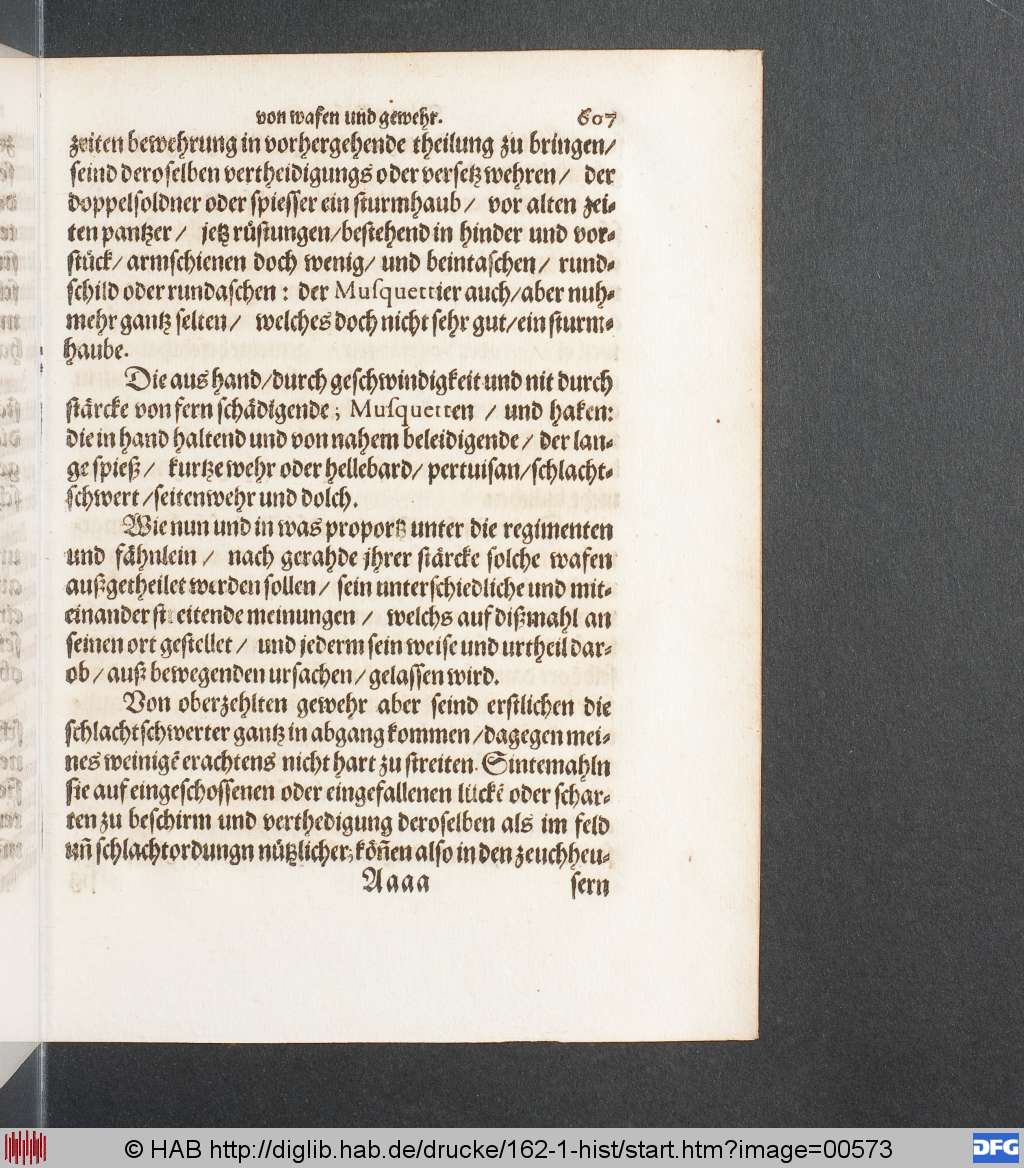 von wafen und gewehr. 607
zeiten bewehrung in vorhergehende theilung zu bringen/
seind deroselben vertheidigungs oder versetz wehren/ der
doppelsoldner oder spiesser ein sturmhaub/ vor alten zei-
ten pantzer/ jetz rüstungen/bestehend in hinder und vor-
stück/ armschienen doch wenig/ und beintaschen/ rund-
schild oder rundaschen: der Musquettier auch/aber nuh-
mehr gantz selten/ welches doch nicht sehr gut/ein sturm-
haube.
Die aus hand/durch geschwindigkeit und nit durch
stärcke von fern schädigende; Musquetten / und haken:
die in hand haltend und von nahem beleidigende/ der lan-
ge spieß/ kurtze wehr oder hellebard/ pertuisan/schlacht-
schwert/seitenwehr und dolch.
Wie nun und in was proportz unter die regimenten
und fähnlein/ nach gerahde jhrer stärcke solche wafen
außgetheilet werden sollen/ sein unterschiedliche und mit-
einander streitende meinungen/ welchs auf dißmahl an
seinen ort gestellet/ und jederm sein weise und urtheil dar-
ob/auß bewegenden ursachen/gelassen wird.
Von oberzehlten gewehr aber seind erstlichen die
schlachtschwerter gantz in abgang kommen/dagegen mei-
nes weinigē erachtens nicht hart zu streiten. Sintemahln
sie auf eingeschossenen oder eingefallenen lückē oder schar-
ten zu beschirm und verthedigung deroselben als im feld
uñ schlachtordungn nützlicher; köñen also in den zeuchheu-
Aaaa sern
© HAB http://diglib.hab.de/drucke/162-1-hist/start.htm?image=00573
DFG